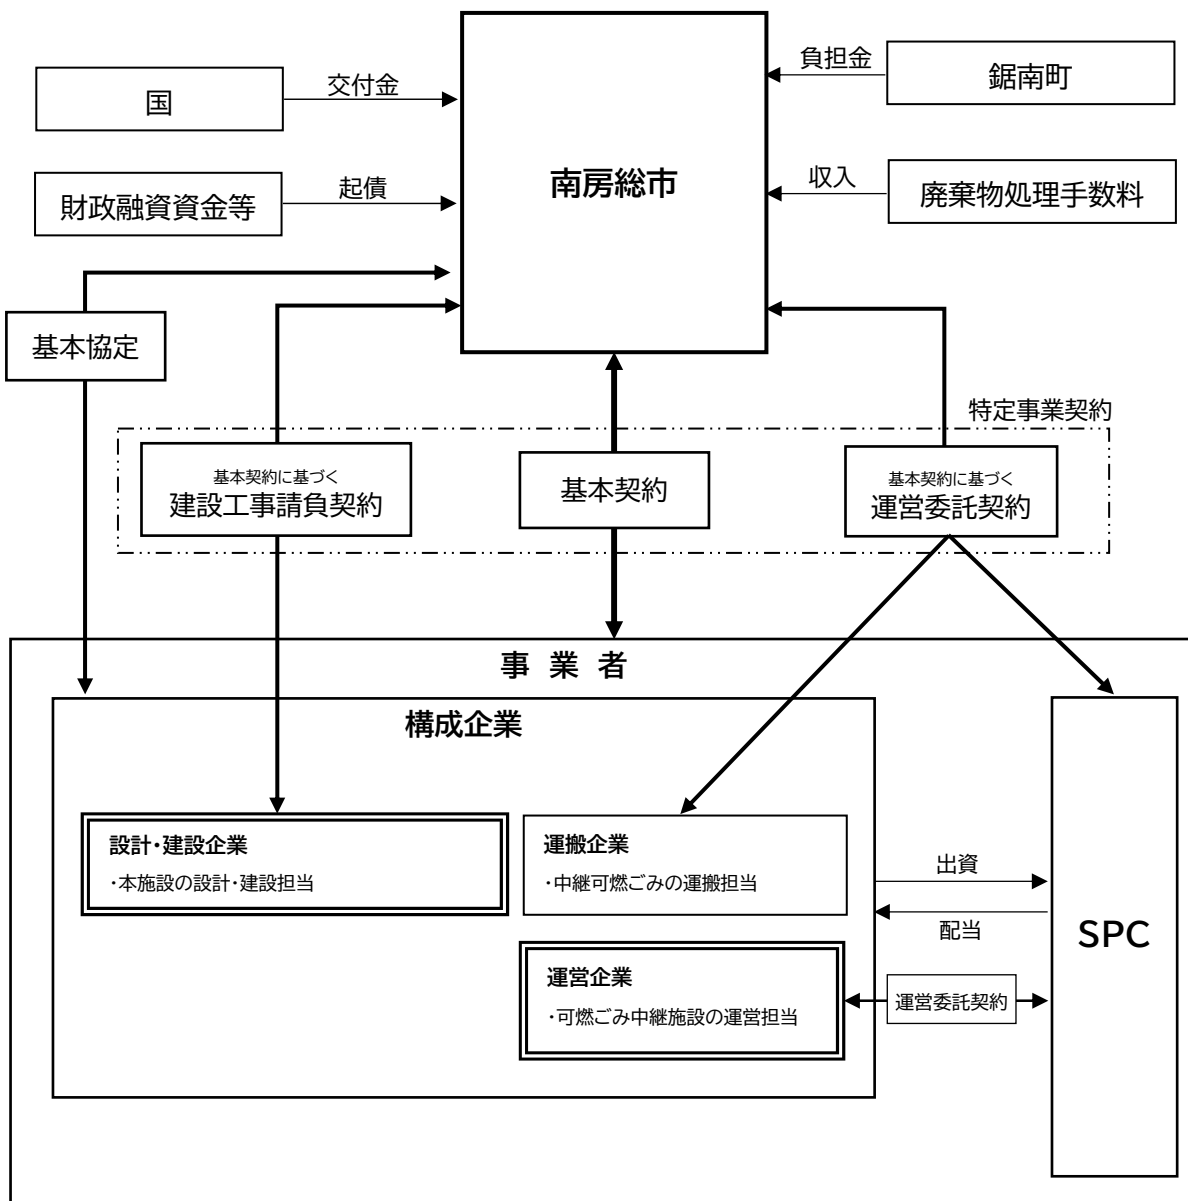 国
交付金
南房総市
負担金
鋸南町
財政融資資金等
起債
収入
廃棄物処理手数料
基本協定
特定事業契約
基本契約に基づく
建設工事請負契約
基本契約
基本契約に基づく
運営委託契約
事 業 者
構成企業
設計・建設企業
・本施設の設計・建設担当
運搬企業
・中継可燃ごみの運搬担当
運営企業
・可燃ごみ中継施設の運営担当
出資
配当
運営委託契約
SPC